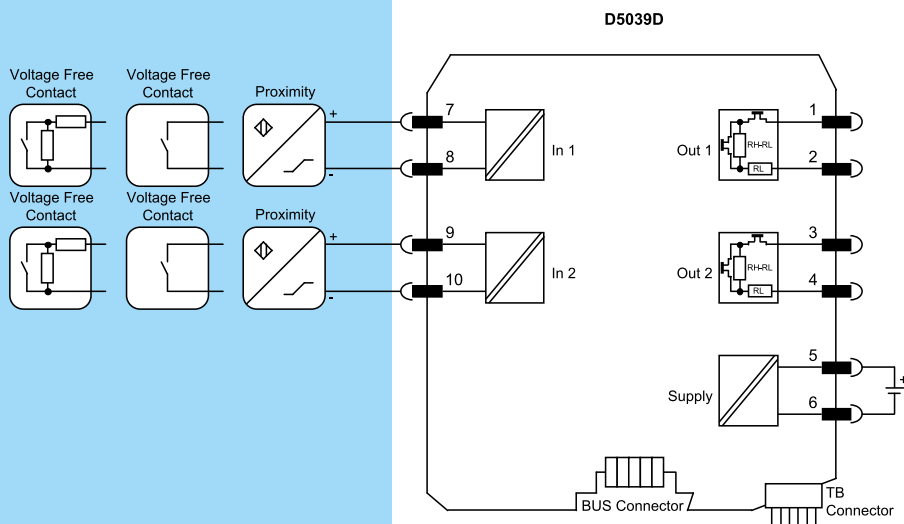 D5039D
Voltage Free
Contact
Voltage Free
Contact
Proximity
+
-
7
8
In 1
Out 1
RH-RL
RL
1
2
Voltage Free
Contact
Voltage Free
Contact
Proximity
+
-
9
10
In 2
Out 2
RH-RL
RL
3
4
Supply
5
6
+
BUS Connector
TB
Connector